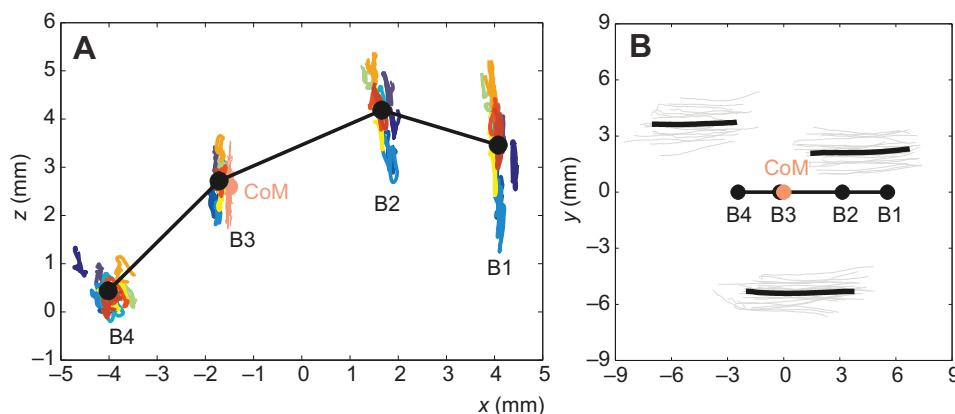 A
6
5
4
3
2
1
0
–1
z (mm)
CoM
B4
B3
B2
B1
–5 –4 –3 –2 –1 0 1 2 3 4 5
x (mm)
B
9
6
3
0
–3
–6
–9
y (mm)
CoM
B4 B3 B2 B1
–9 –6 –3 0 3 6 9